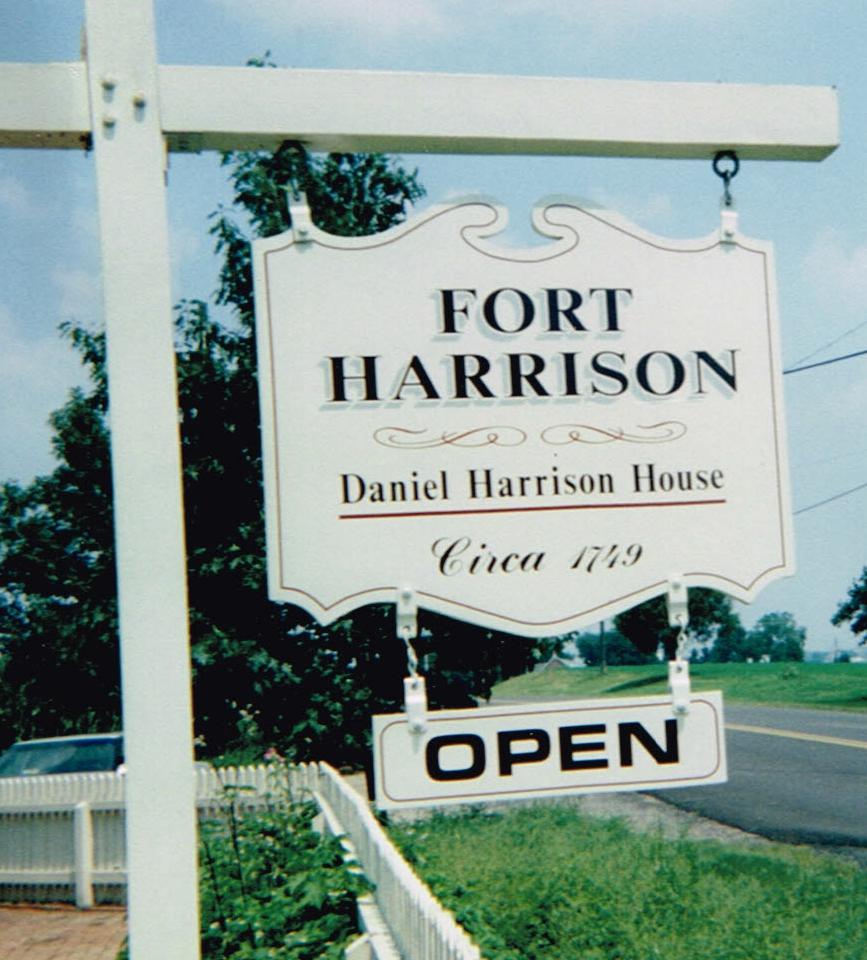 FORT
HARRISON
Daniel Harrison House
Circa 1749
OPEN